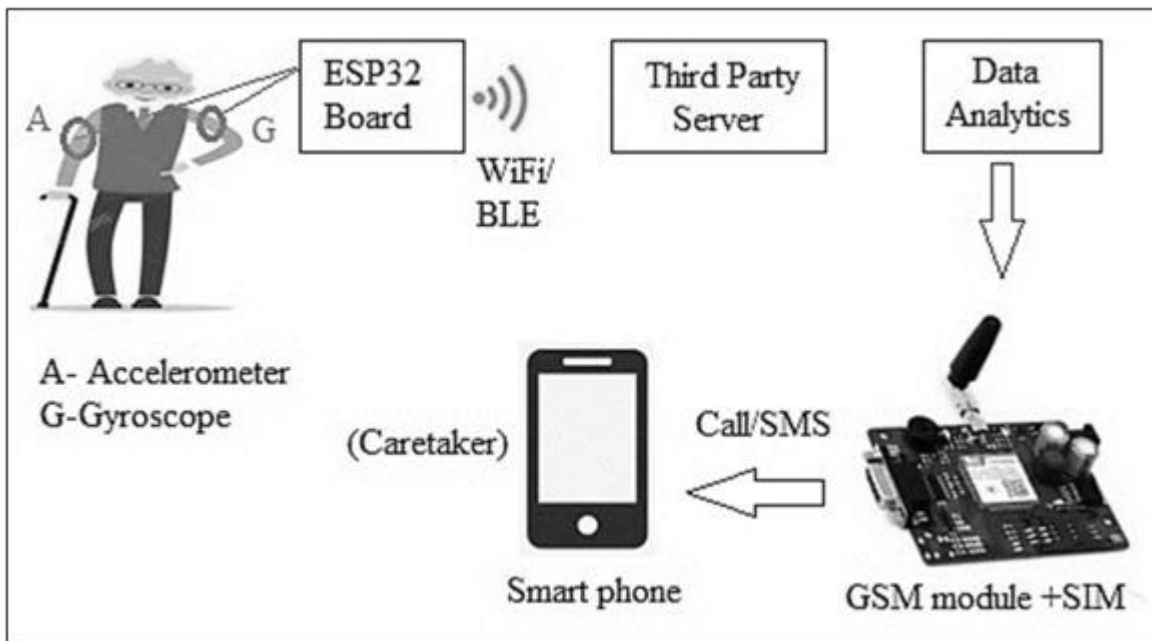 A
G
ESP32
Board
WiFi/
BLE
Third Party
Server
Data
Analytics
A- Accelerometer
G-Gyroscope
(Caretaker)
Call/SMS
Smart phone
GSM module +SIM